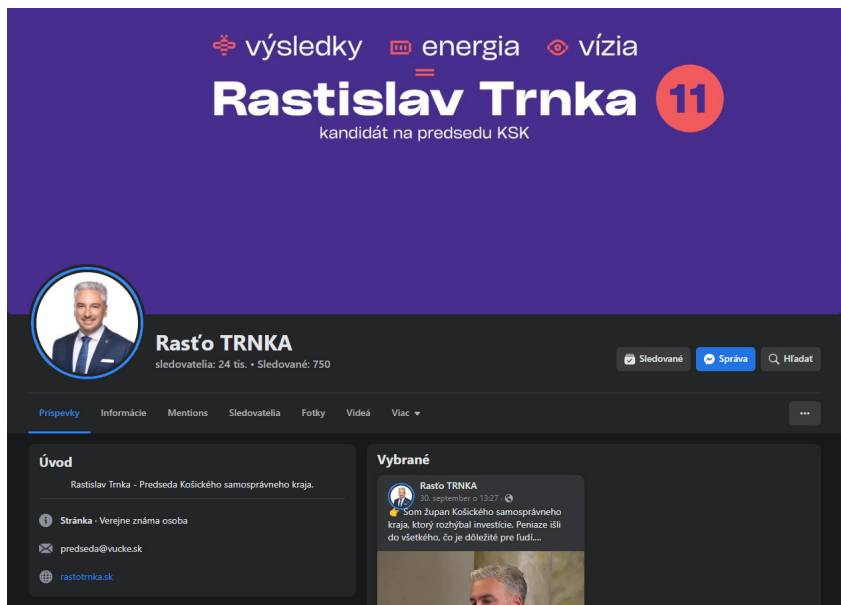 výsledky energia vízia
Rastislav Trnka 11
kandidát na predsedu KSK
Rasťo TRNKA
sledovatelia: 24 tis. • Sledované: 750
Sledované Správa Hľadať
Príspevky Informácie Mentions Sledovatelia Fotky Videá Viac
Úvod
Rastislav Trnka - Predseda Košického samosprávneho kraja.
Stránka · Verejne známa osoba
predseda@vucke.sk
rastotrnka.sk
Vybrané
Rasťo TRNKA
30. september o 13:27 ·
👉 Som župan Košického samosprávneho
kraja, ktorý rozhýbal investície. Peniaze išli
do všetkého, čo je dôležité pre ľudí....